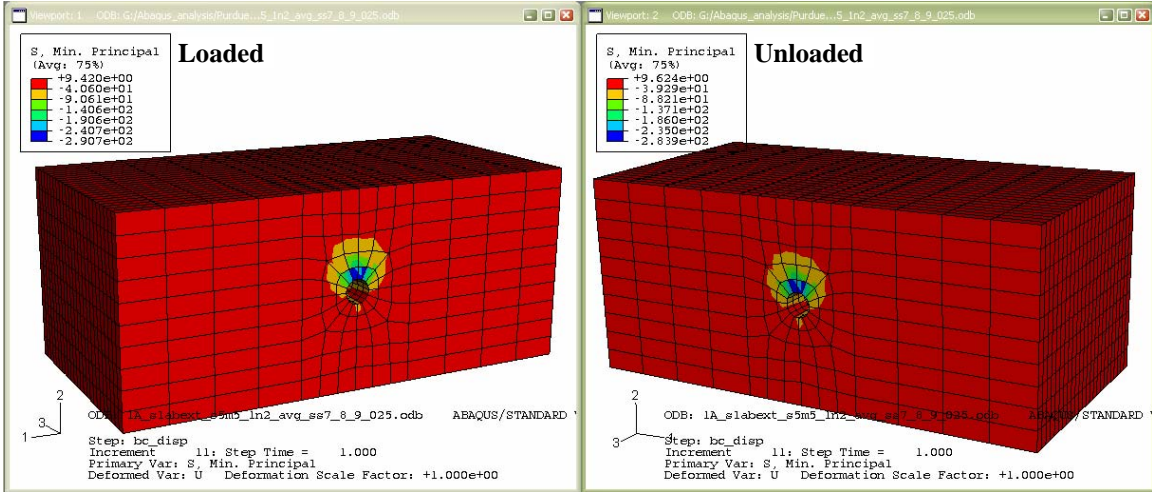 Viewport: 1 ODB: G:/Abaqus_analysis/Purdue...5_1n2_avg_ss7_8_9_025.odb
S, Min. Principal
(Avg: 75%)
+9.420e+00
-4.060e+01
-9.061e+01
-1.406e+02
-1.906e+02
-2.407e+02
-2.907e+02
Loaded
2
3
1
ODB: 1A_slabext_s5m5_1n2_avg_ss7_8_9_025.odb ABAQUS/STANDARD
Step: bc_disp
Increment 11: Step Time = 1.000
Primary Var: S, Min. Principal
Deformed Var: U Deformation Scale Factor: +1.000e+00
Viewport: 2 ODB: G:/Abaqus_analysis/Purdue...5_1n2_avg_ss7_8_9_025.odb
S, Min. Principal
(Avg: 75%)
+9.624e+00
-3.929e+01
-8.821e+01
-1.371e+02
-1.860e+02
-2.350e+02
-2.839e+02
Unloaded
2
3
ODB: 1A_slabext_s5m5_1n2_avg_ss7_8_9_025.odb ABAQUS/STANDARD
Step: bc_disp
Increment 11: Step Time = 1.000
Primary Var: S, Min. Principal
Deformed Var: U Deformation Scale Factor: +1.000e+00